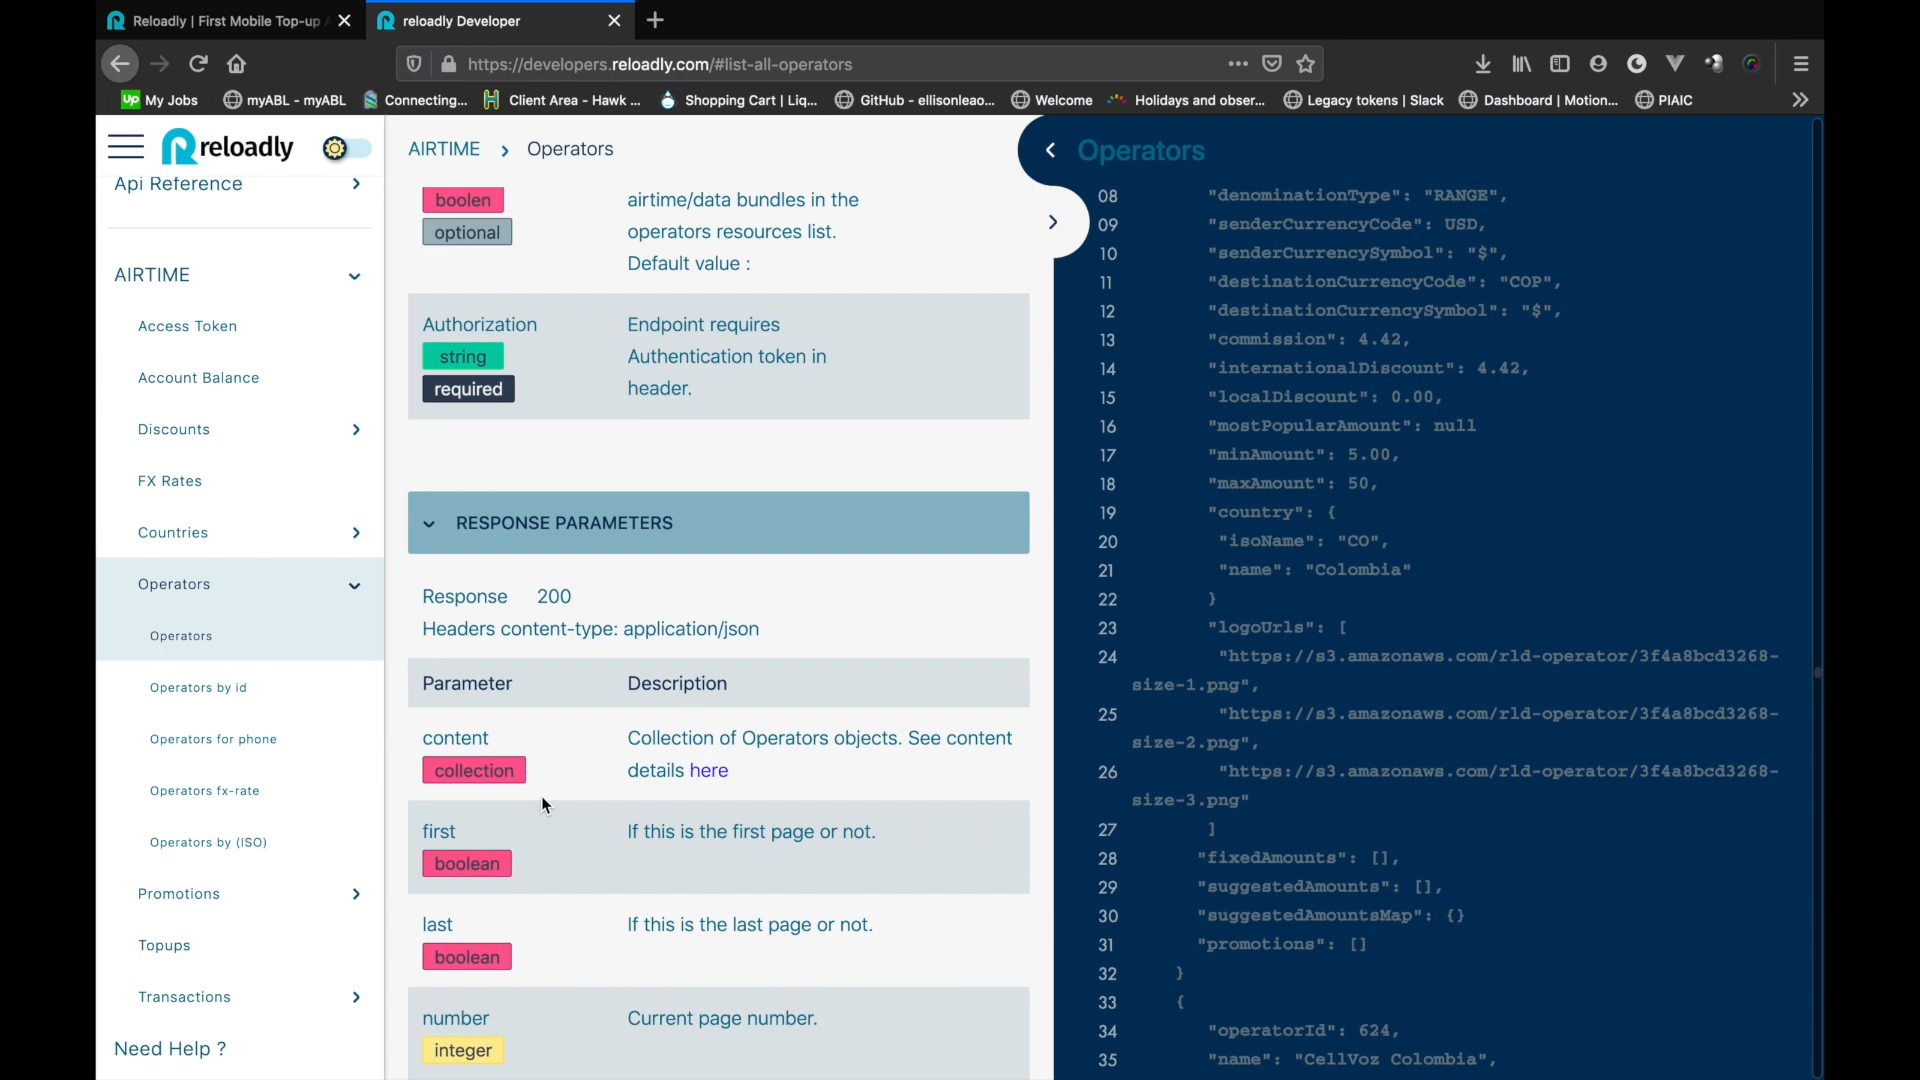 Reloadly | First Mobile Top-up A
reloadly Developer
https://developers.reloadly.com/#list-all-operators
Up My Jobs
myABL - myABL
Connecting...
Client Area - Hawk ...
Shopping Cart | Liq...
GitHub - ellisonleao...
Welcome
Holidays and obser...
Legacy tokens | Slack
Dashboard | Motion...
PIAIC
reloadly
Api Reference
AIRTIME
Access Token
Account Balance
Discounts
FX Rates
Countries
Operators
Operators
Operators by id
Operators for phone
Operators fx-rate
Operators by (ISO)
Promotions
Topups
Transactions
Need Help ?
AIRTIME > Operators
boolen
optional
airtime/data bundles in the
operators resources list.
Default value :
Authorization
string
required
Endpoint requires
Authentication token in
header.
RESPONSE PARAMETERS
Response 200
Headers content-type: application/json
Parameter Description
content
collection
Collection of Operators objects. See content
details here
first
boolean
If this is the first page or not.
last
boolean
If this is the last page or not.
number
integer
Current page number.
Operators
08 "denominationType": "RANGE",
09 "senderCurrencyCode": USD,
10 "senderCurrencySymbol": "$",
11 "destinationCurrencyCode": "COP",
12 "destinationCurrencySymbol": "$",
13 "commission": 4.42,
14 "internationalDiscount": 4.42,
15 "localDiscount": 0.00,
16 "mostPopularAmount": null
17 "minAmount": 5.00,
18 "maxAmount": 50,
19 "country": {
20 "isoName": "CO",
21 "name": "Colombia"
22 }
23 "logoUrls": [
24 "https://s3.amazonaws.com/rld-operator/3f4a8bcd3268-
size-1.png",
25 "https://s3.amazonaws.com/rld-operator/3f4a8bcd3268-
size-2.png",
26 "https://s3.amazonaws.com/rld-operator/3f4a8bcd3268-
size-3.png"
27 ]
28 "fixedAmounts": [],
29 "suggestedAmounts": [],
30 "suggestedAmountsMap": {}
31 "promotions": []
32 }
33 {
34 "operatorId": 624,
35 "name": "CellVoz Colombia",